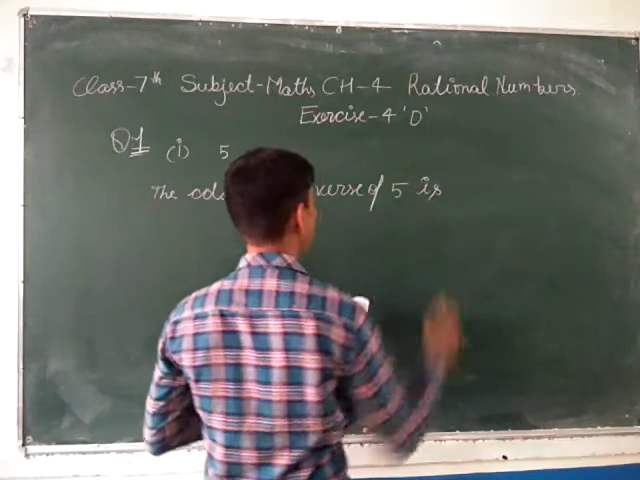 Class-7th Subject-Maths CH-4 Rational Numbers
Exercise-4 'D'
Q1 (i) 5
The verse of 5 is